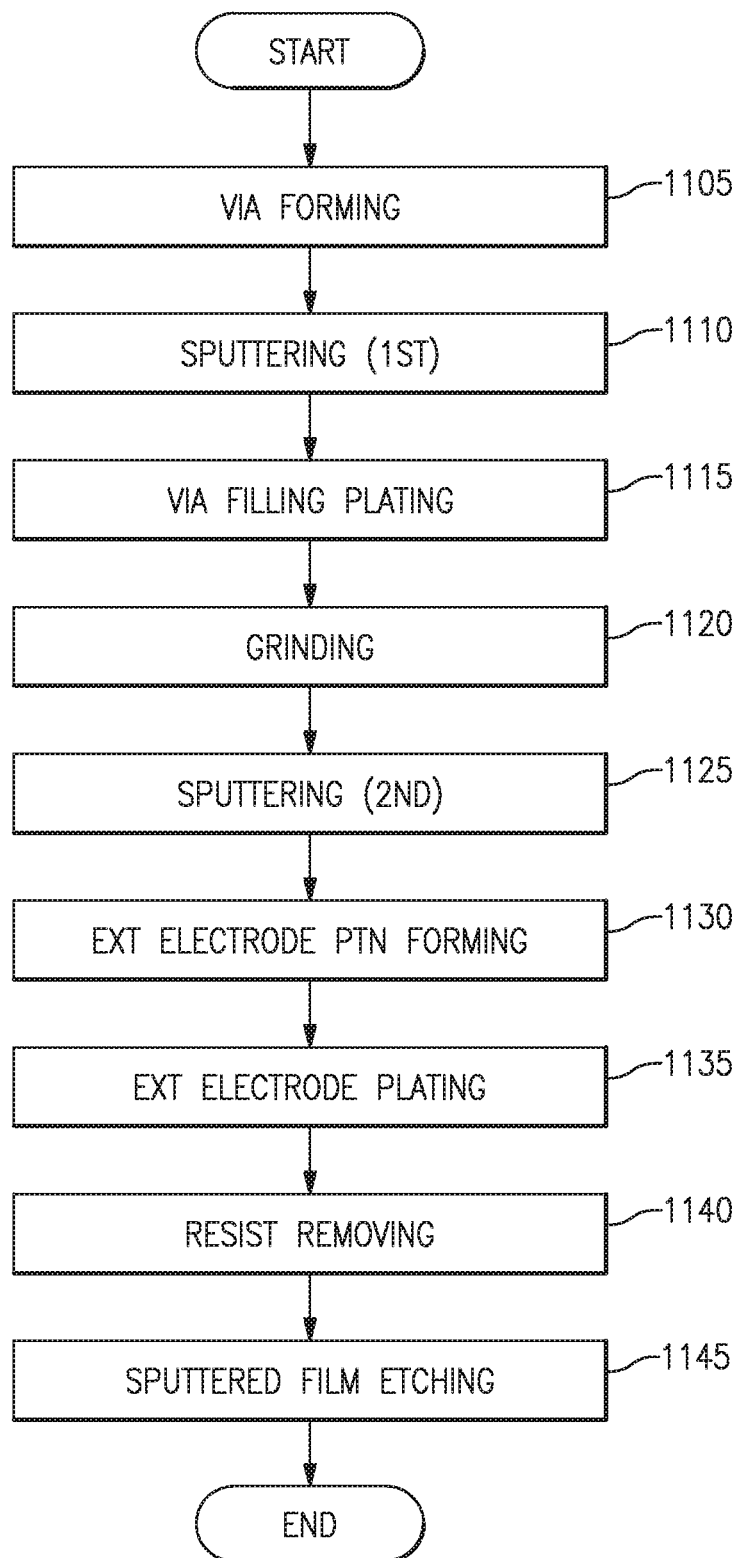 START
VIA FORMING
1105
SPUTTERING (1ST)
1110
VIA FILLING PLATING
1115
GRINDING
1120
SPUTTERING (2ND)
1125
EXT ELECTRODE PTN FORMING
1130
EXT ELECTRODE PLATING
1135
RESIST REMOVING
1140
SPUTTERED FILM ETCHING
1145
END